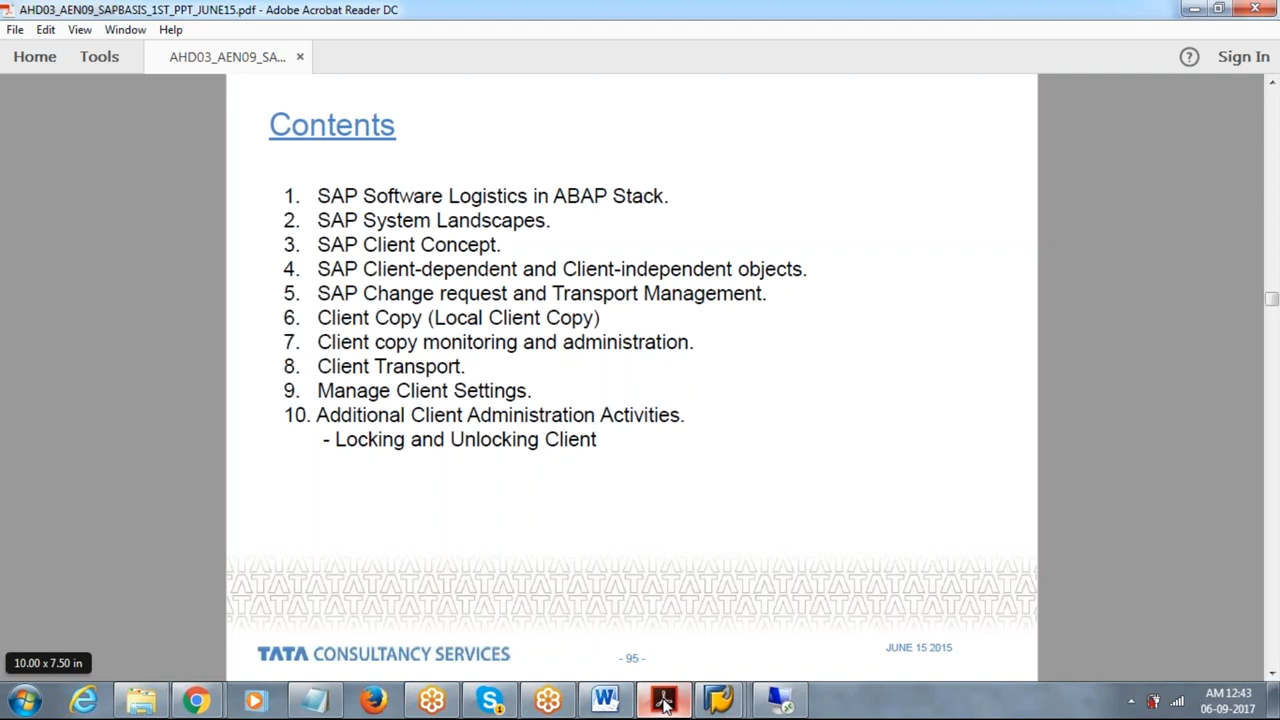 AHD03_AEN09_SAPBASIS_1ST_PPT_JUNE15.pdf - Adobe Acrobat Reader DC
File Edit View Window Help
Home Tools AHD03_AEN09_SA... × ? Sign In
Contents
1. SAP Software Logistics in ABAP Stack.
2. SAP System Landscapes.
3. SAP Client Concept.
4. SAP Client-dependent and Client-independent objects.
5. SAP Change request and Transport Management.
6. Client Copy (Local Client Copy)
7. Client copy monitoring and administration.
8. Client Transport.
9. Manage Client Settings.
10. Additional Client Administration Activities.
- Locking and Unlocking Client
TATA CONSULTANCY SERVICES
- 95 -
JUNE 15 2015
10.00 x 7.50 in
AM 12:43
06-09-2017